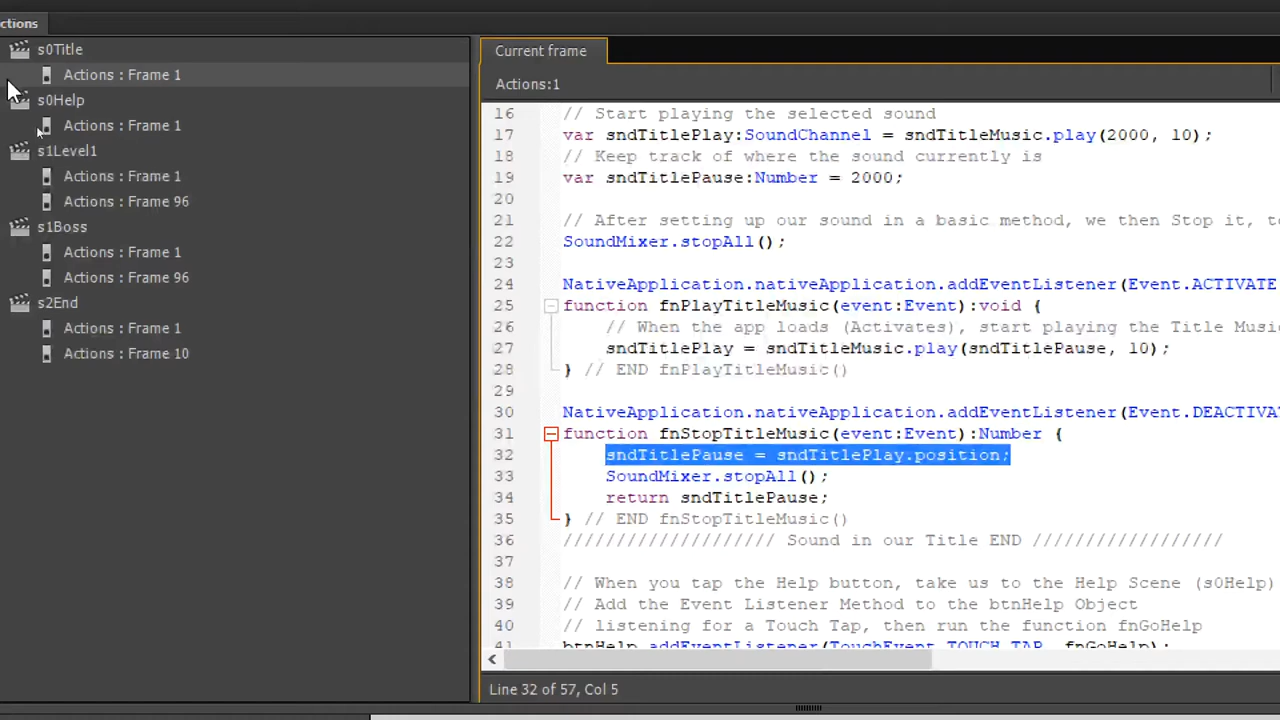 ctions
s0Title
Actions : Frame 1
s0Help
Actions : Frame 1
s1Level1
Actions : Frame 1
Actions : Frame 96
s1Boss
Actions : Frame 1
Actions : Frame 96
s2End
Actions : Frame 1
Actions : Frame 10
Current frame
Actions:1
16 // Start playing the selected sound
17 var sndTitlePlay:SoundChannel = sndTitleMusic.play(2000, 10);
18 // Keep track of where the sound currently is
19 var sndTitlePause:Number = 2000;
20
21 // After setting up our sound in a basic method, we then Stop it, t
22 SoundMixer.stopAll();
23
24 NativeApplication.nativeApplication.addEventListener(Event.ACTIVATE
25 function fnPlayTitleMusic(event:Event):void {
26 // When the app loads (Activates), start playing the Title Musi
27 sndTitlePlay = sndTitleMusic.play(sndTitlePause, 10);
28 } // END fnPlayTitleMusic()
29
30 NativeApplication.nativeApplication.addEventListener(Event.DEACTIVA
31 function fnStopTitleMusic(event:Event):Number {
32 sndTitlePause = sndTitlePlay.position;
33 SoundMixer.stopAll();
34 return sndTitlePause;
35 } // END fnStopTitleMusic()
36 //////////////////// Sound in our Title END //////////////////
37
38 // When you tap the Help button, take us to the Help Scene (s0Help)
39 // Add the Event Listener Method to the btnHelp Object
40 // listening for a Touch Tap, then run the function fnGoHelp
41 btnHelp.addEventListener(TouchEvent.TOUCH_TAP, fnGoHelp);
Line 32 of 57, Col 5